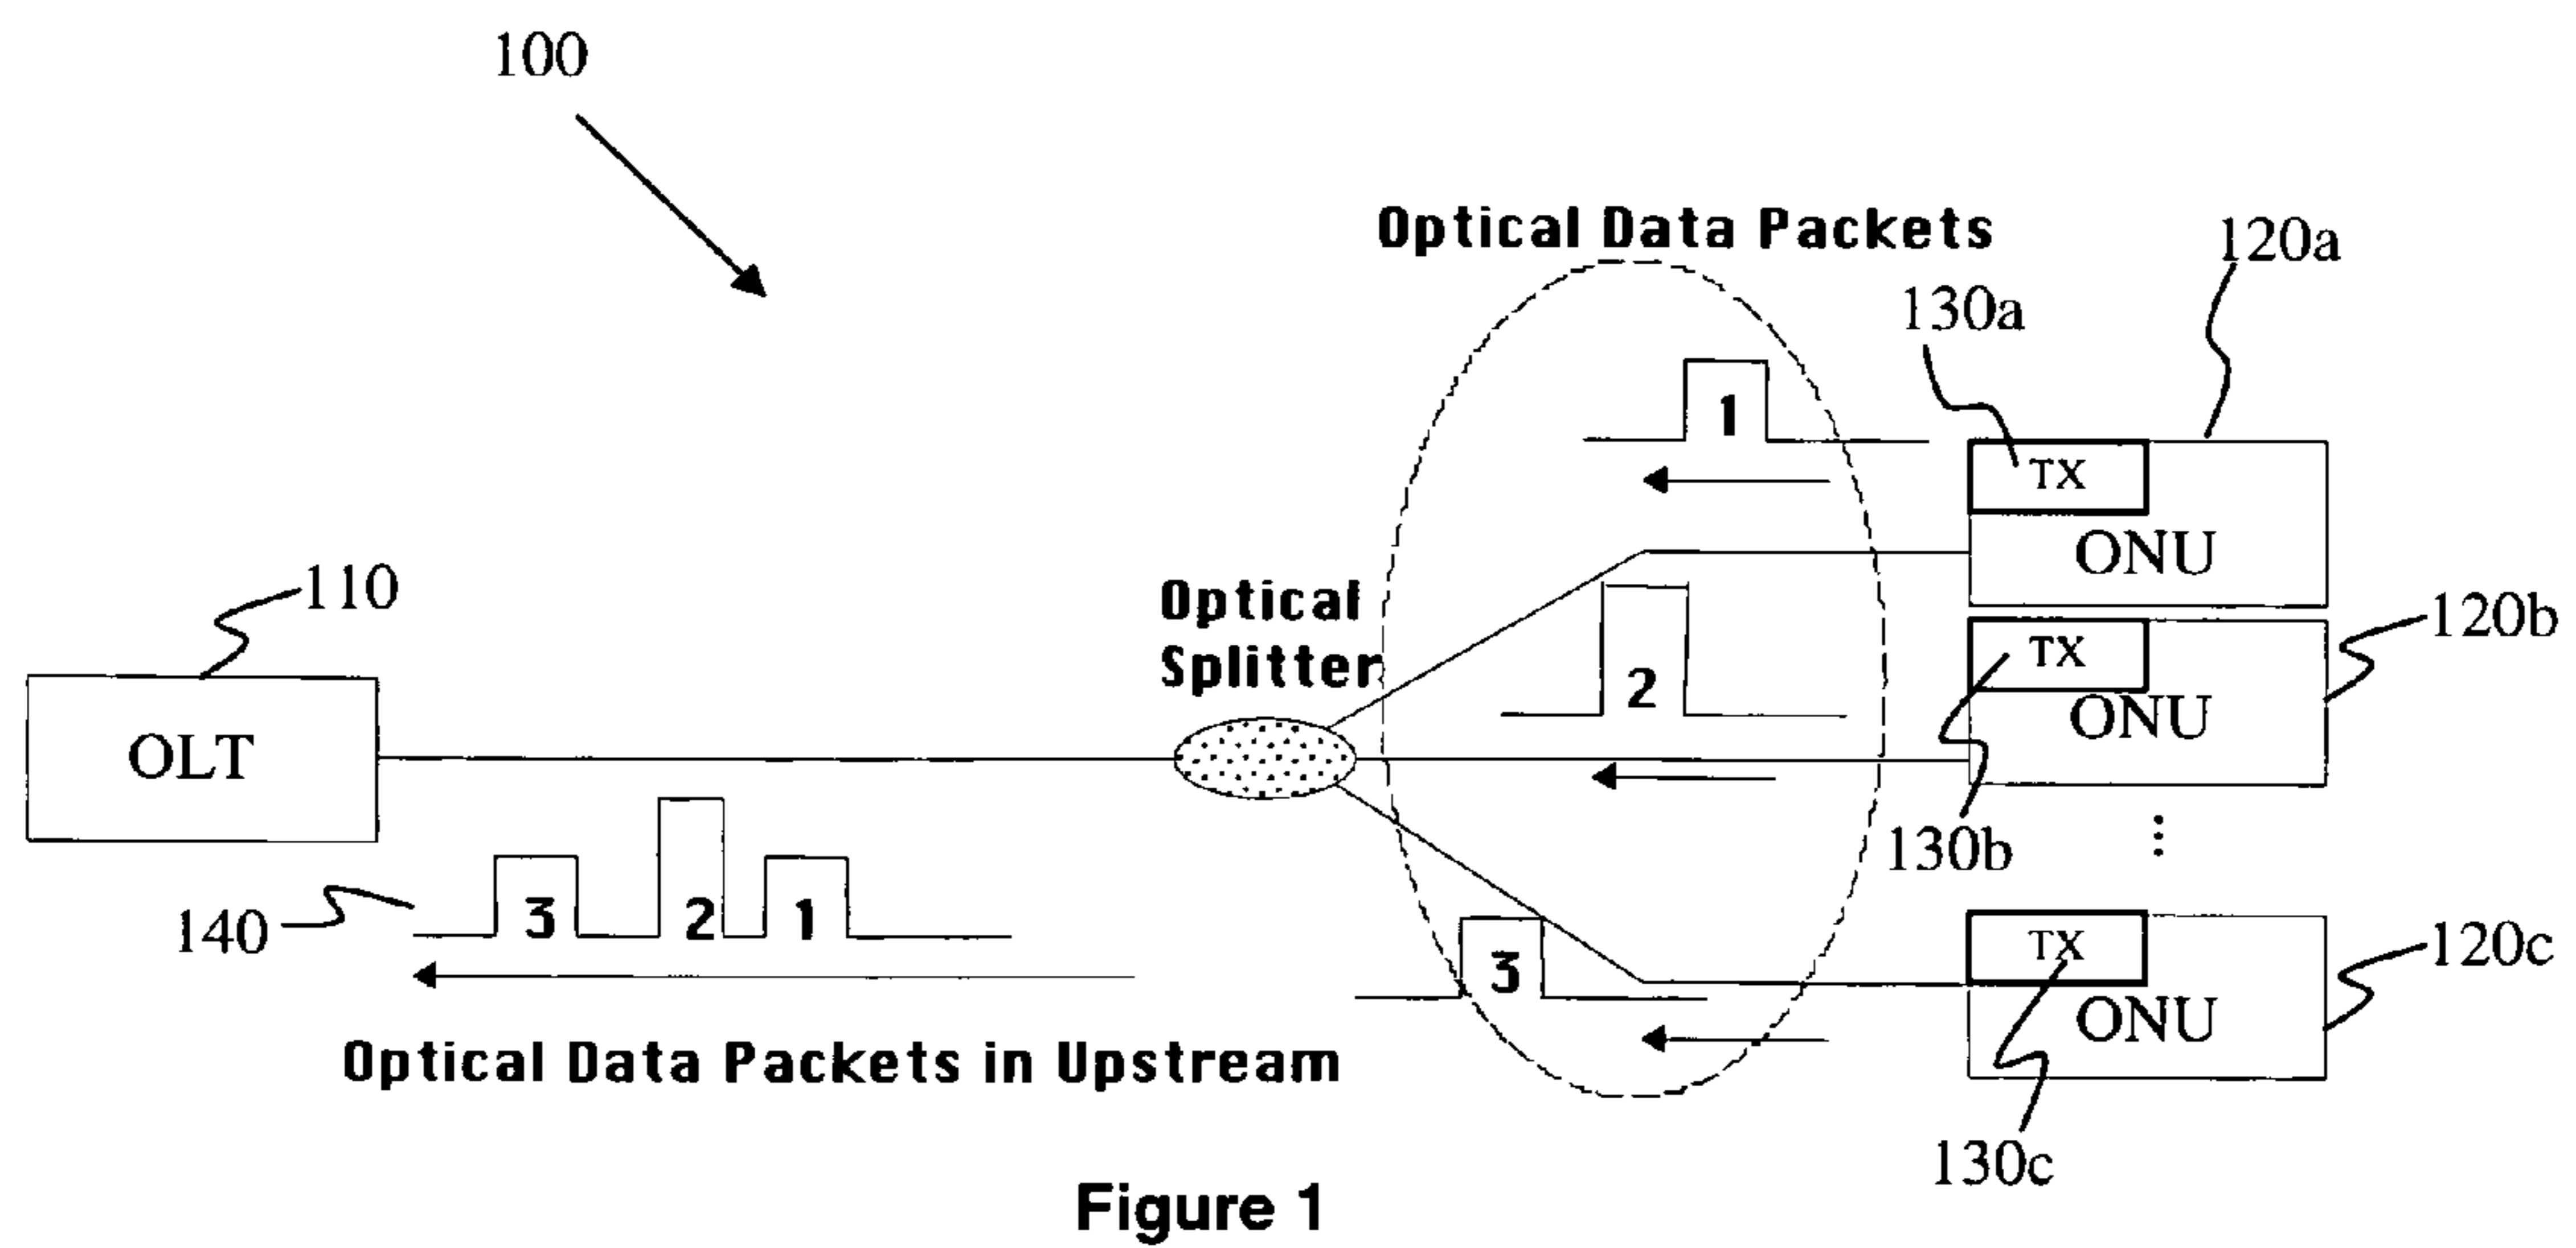 100
Optical Data Packets
120a
130a
1
TX
ONU
110
Optical
Splitter
120b
TX
2
ONU
OLT
130b
140
3 2 1
3
120c
TX
ONU
Optical Data Packets in Upstream
130c
Figure 1